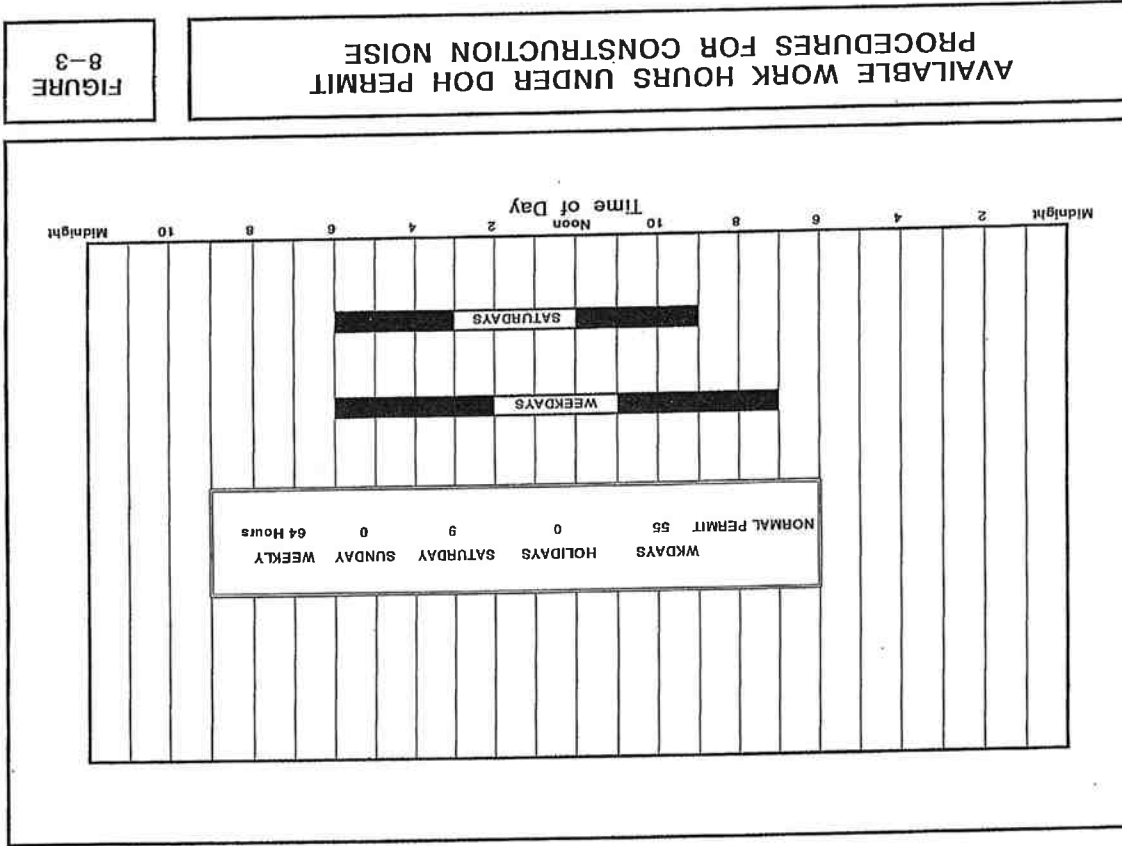 WKDAYS HOLIDAYS SATURDAY SUNDAY WEEKLY
NORMAL PERMIT 55 0 9 0 64 Hours
WEEKDAYS
SATURDAYS
Midnight 2 4 6 8 10 Noon 2 4 6 8 10 Midnight
Time of Day
AVAILABLE WORK HOURS UNDER DOH PERMIT
PROCEDURES FOR CONSTRUCTION NOISE
FIGURE
8-3